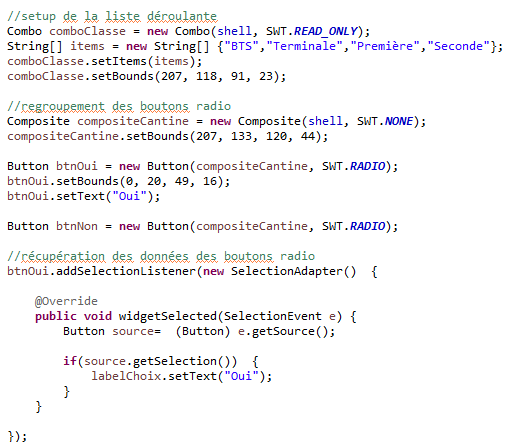 //setup de la liste déroulante
Combo comboClasse = new Combo(shell, SWT.READ_ONLY);
String[] items = new String[] {"BTS","Terminale","Première","Seconde"};
comboClasse.setItems(items);
comboClasse.setBounds(207, 118, 91, 23);
//regroupement des boutons radio
Composite compositeCantine = new Composite(shell, SWT.NONE);
compositeCantine.setBounds(207, 133, 120, 44);
Button btnOui = new Button(compositeCantine, SWT.RADIO);
btnOui.setBounds(0, 20, 49, 16);
btnOui.setText("Oui");
Button btnNon = new Button(compositeCantine, SWT.RADIO);
//récupération des données des boutons radio
btnOui.addSelectionListener(new SelectionAdapter()  {
@Override
public void widgetSelected(SelectionEvent e) {
Button source=  (Button) e.getSource();
if(source.getSelection())  {
labelChoix.setText("Oui");
}
}
});